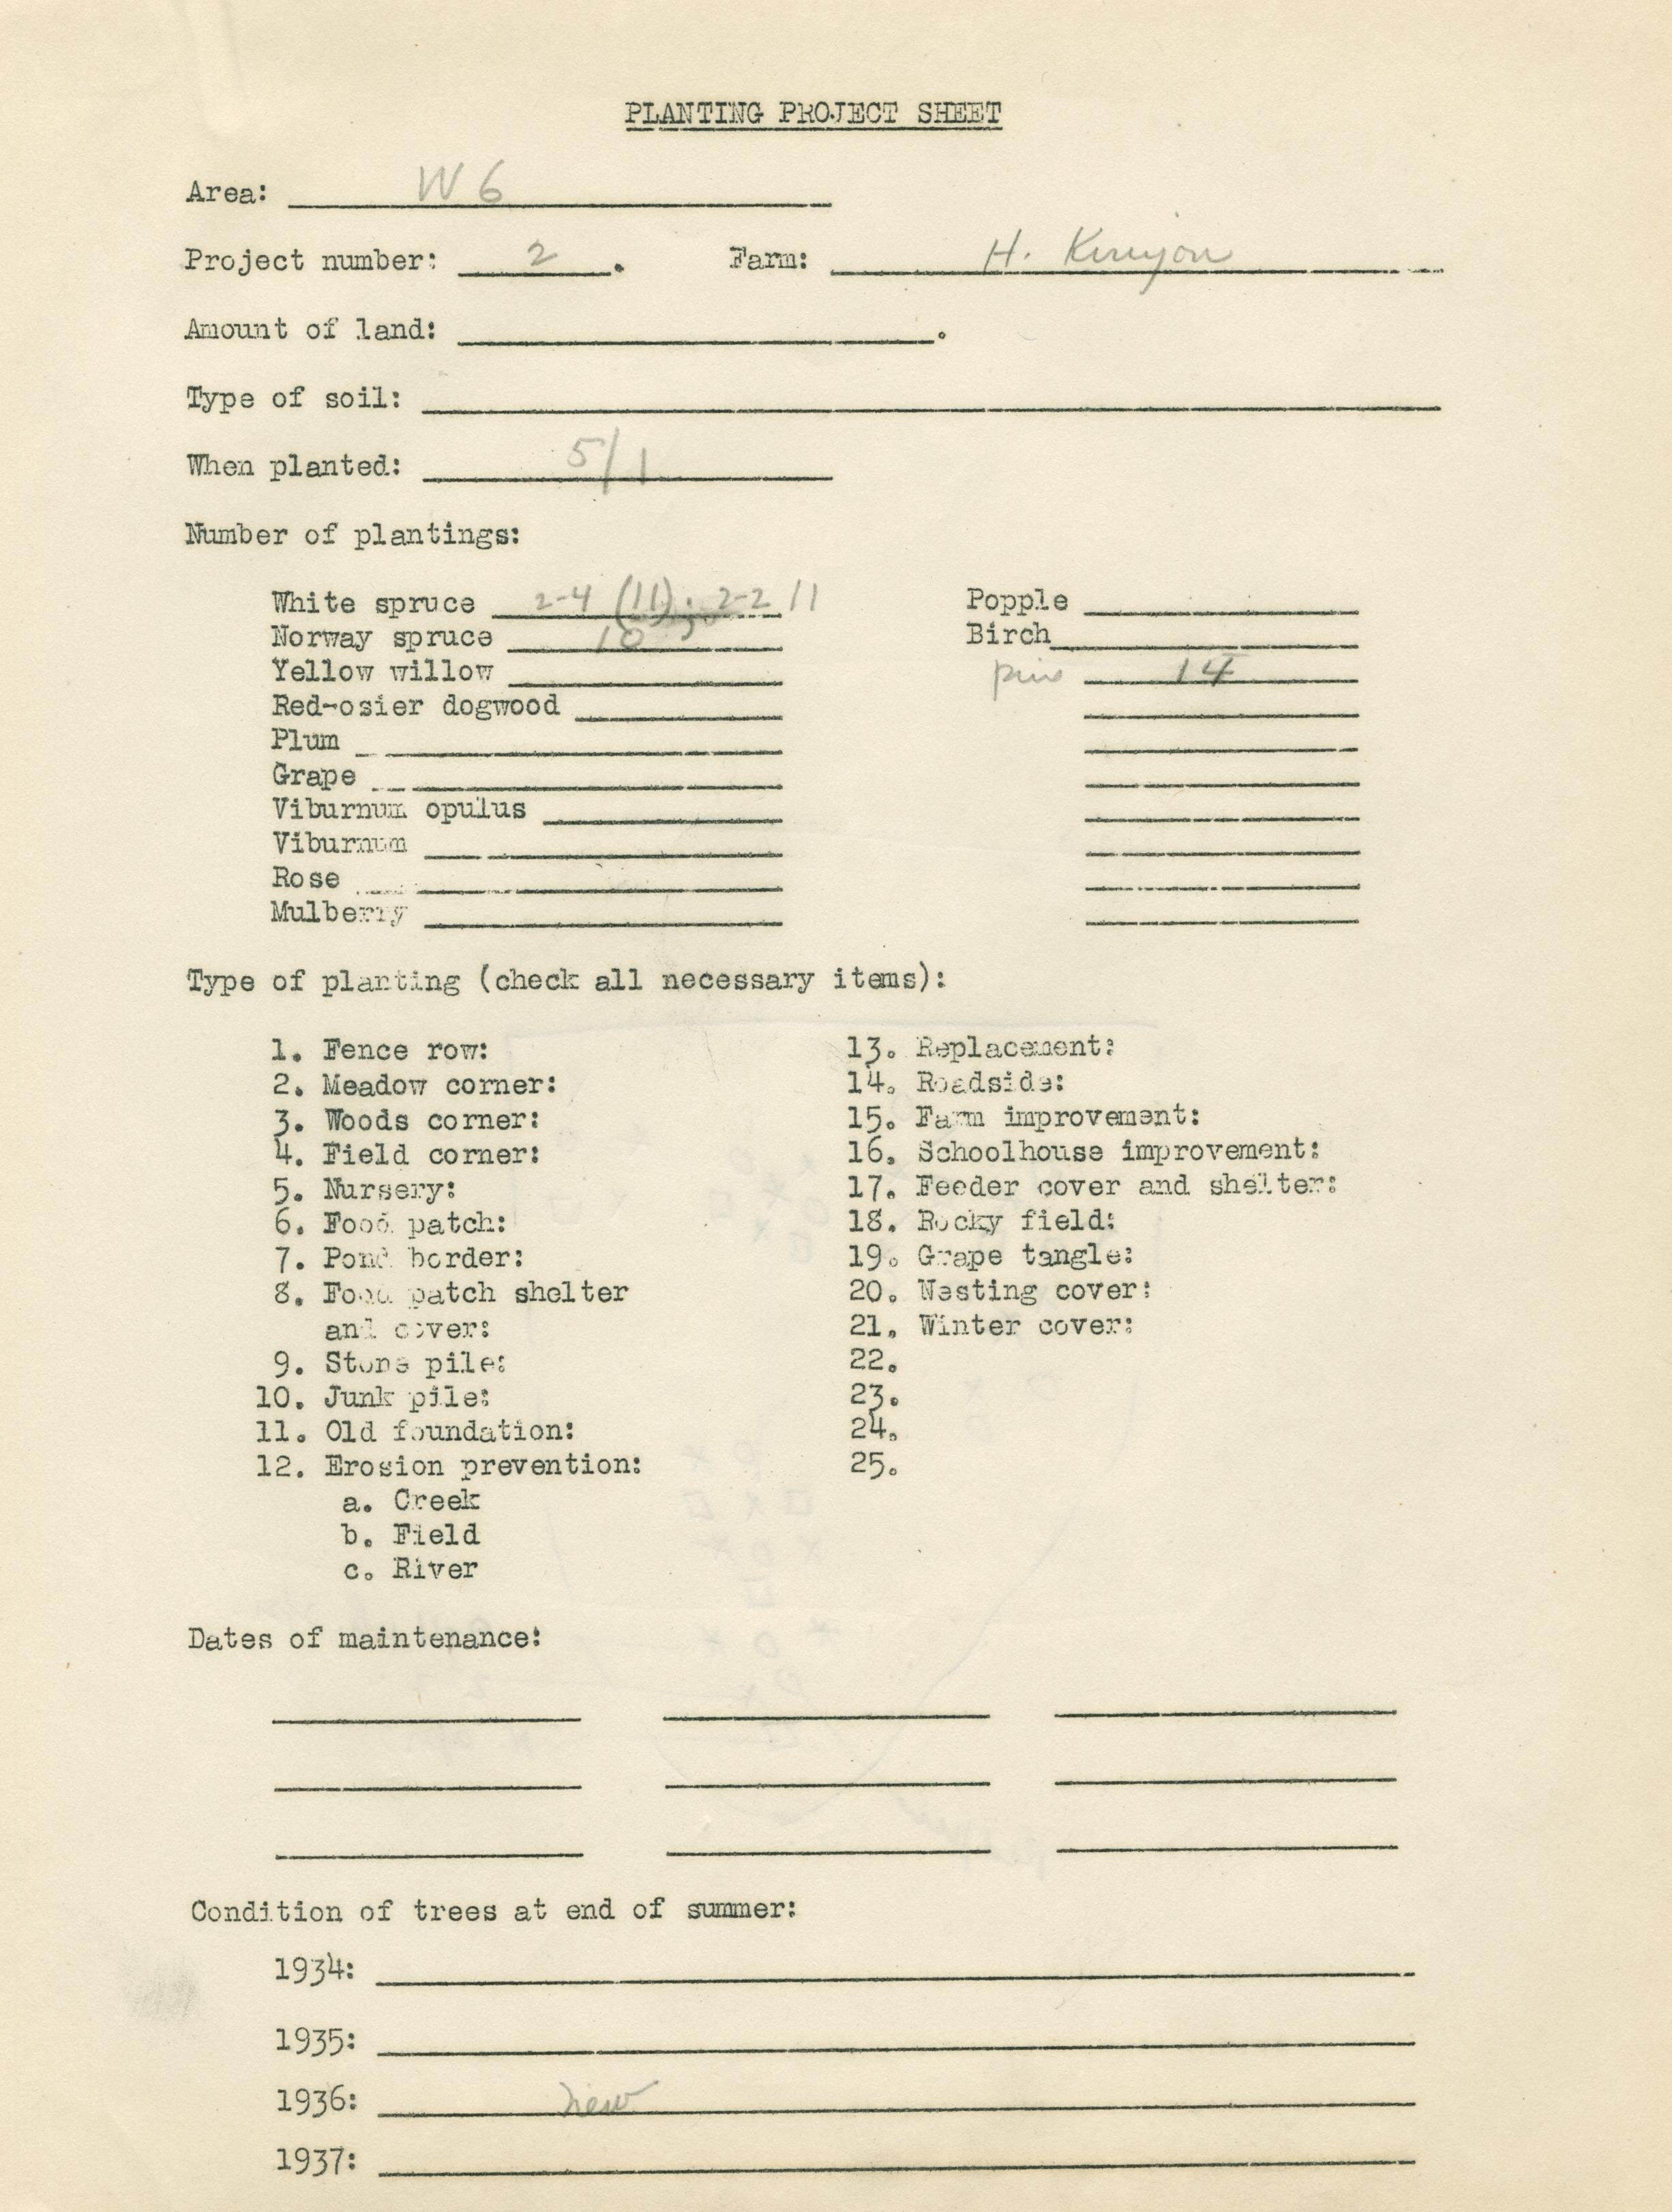 PLANTING PROJECT SHEET
Area: W 6
Project number: 2 . Farm: H. Kenyon
Amount of land: .
Type of soil:
When planted: 5/1
Number of plantings:
White spruce 2-4 (11); 2-2 11 Popple
Norway spruce 10 Birch
Yellow willow 14
Red-osier dogwood
Plum
Grape
Viburnum opulus
Viburnum
Rose
Mulberry
Type of planting (check all necessary items):
1. Fence row: 13. Replacement:
2. Meadow corner: 14. Roadside:
3. Woods corner: 15. Farm improvement:
4. Field corner: 16. Schoolhouse improvement:
5. Nursery: 17. Feeder cover and shelter:
6. Food patch: 18. Rocky field:
7. Pond border: 19. Grape tangle:
8. Food patch shelter 20. Nesting cover:
and cover: 21. Winter cover:
9. Stone pile: 22.
10. Junk pile: 23.
11. Old foundation: 24.
12. Erosion prevention: 25.
a. Creek
b. Field
c. River
Dates of maintenance:
Condition of trees at end of summer:
1934:
1935:
1936: new
1937: